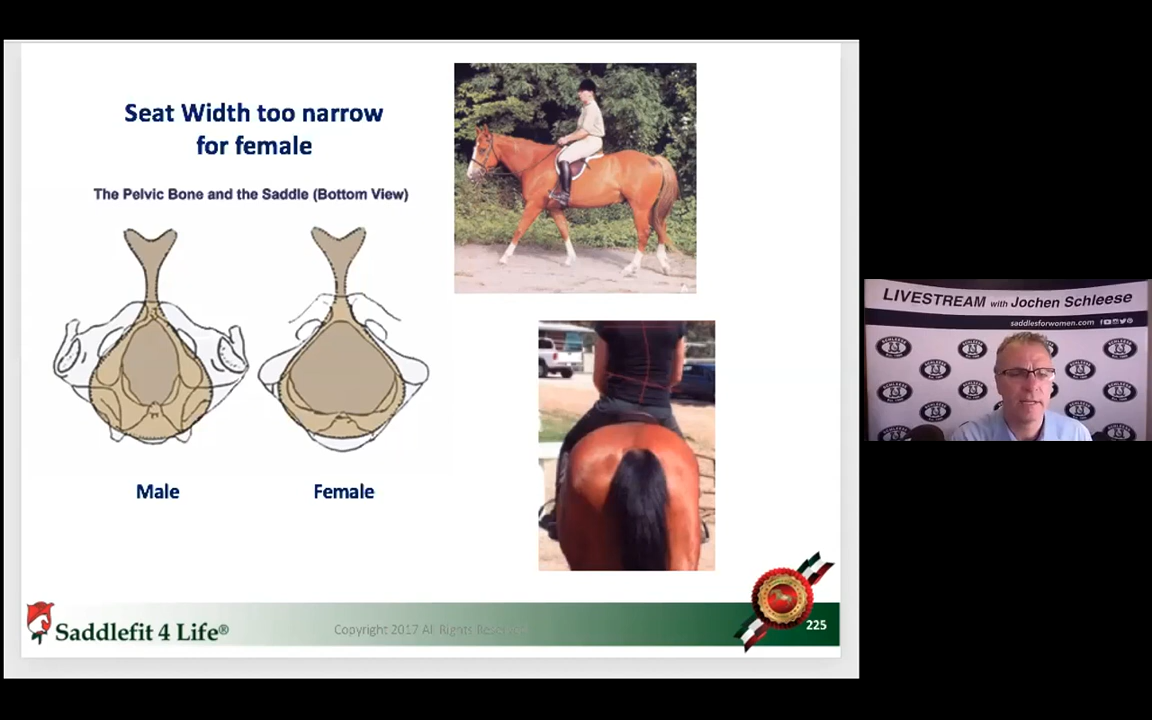 Seat Width too narrow
for female
The Pelvic Bone and the Saddle (Bottom View)
Male
Female
Saddlefit 4 Life®
Copyright 2017 All Rights
225
LIVESTREAM with Jochen Schleese
saddlesforwomen.com